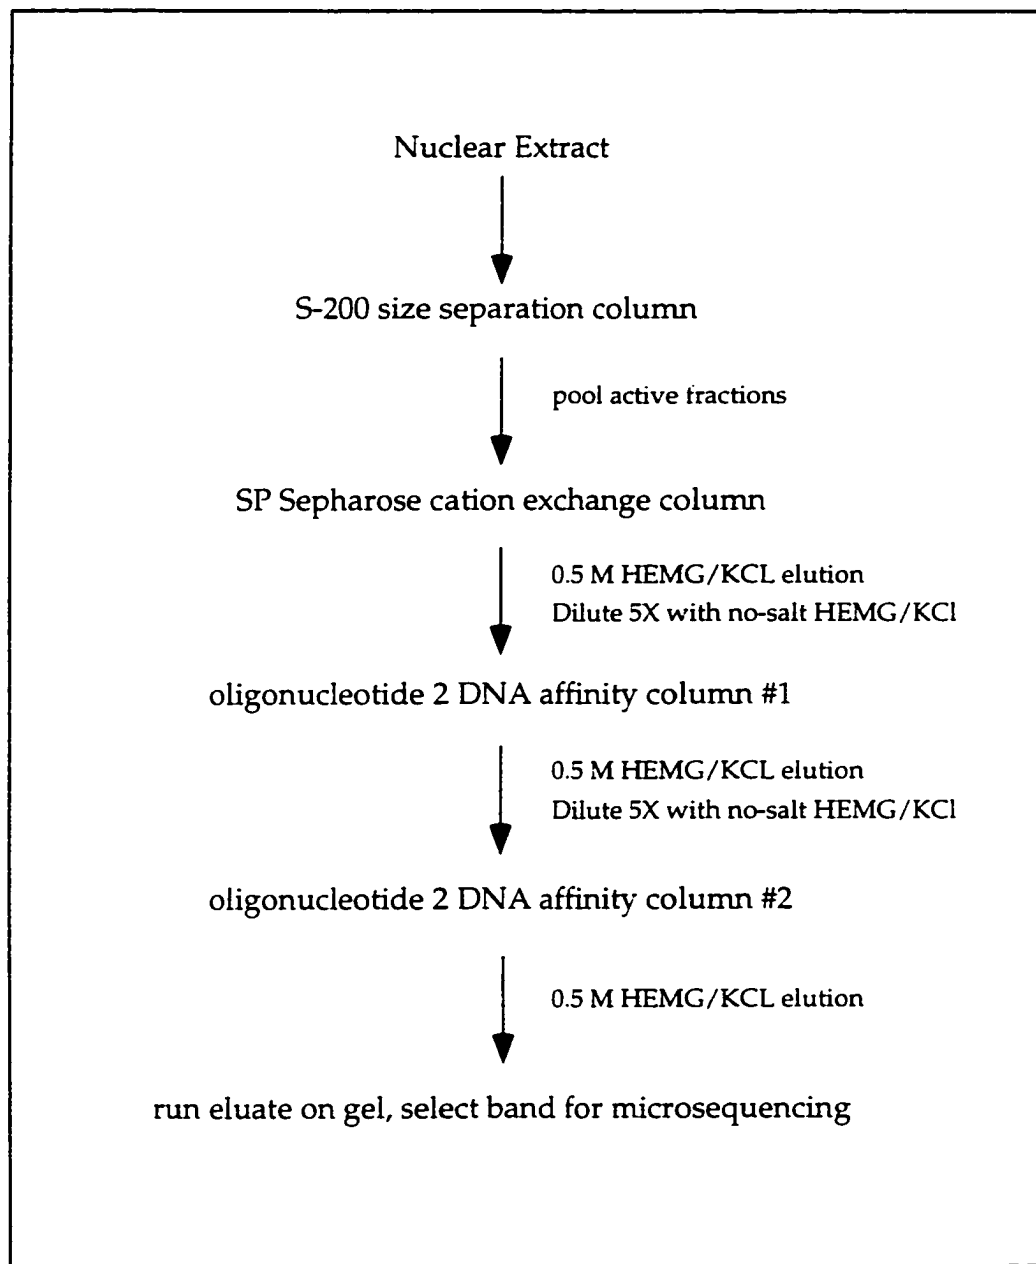 Nuclear Extract
S-200 size separation column
pool active fractions
SP Sepharose cation exchange column
0.5 M HEMG/KCL elution
Dilute 5X with no-salt HEMG/KCl
oligonucleotide 2 DNA affinity column #1
0.5 M HEMG/KCL elution
Dilute 5X with no-salt HEMG/KCl
oligonucleotide 2 DNA affinity column #2
0.5 M HEMG/KCL elution
run eluate on gel, select band for microsequencing